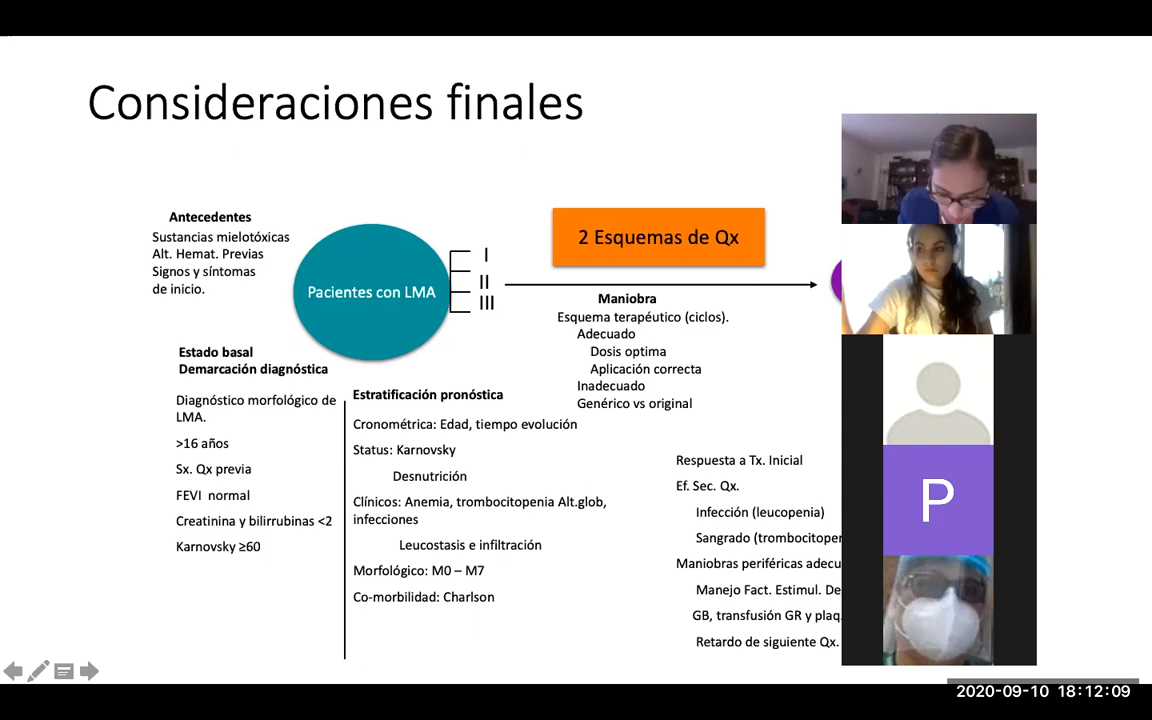 Consideraciones finales
Antecedentes
Sustancias mielotóxicas
Alt. Hemat. Previas
Signos y síntomas
de inicio.
Pacientes con LMA
I
II
III
2 Esquemas de Qx
Maniobra
Esquema terapéutico (ciclos).
Adecuado
Dosis optima
Aplicación correcta
Inadecuado
Genérico vs original
Estado basal
Demarcación diagnóstica
Diagnóstico morfológico de
LMA.
>16 años
Sx. Qx previa
FEVI normal
Creatinina y bilirrubinas <2
Karnovsky ≥60
Estratificación pronóstica
Cronométrica: Edad, tiempo evolución
Status: Karnovsky
Desnutrición
Clínicos: Anemia, trombocitopenia Alt.glob,
infecciones
Leucostasis e infiltración
Morfológico: M0 – M7
Co-morbilidad: Charlson
Respuesta a Tx. Inicial
Ef. Sec. Qx.
Infección (leucopenia)
Sangrado (trombocitopen
Maniobras periféricas adecu
Manejo Fact. Estimul. De
GB, transfusión GR y plaq.
Retardo de siguiente Qx.
P
2020-09-10 18:12:09